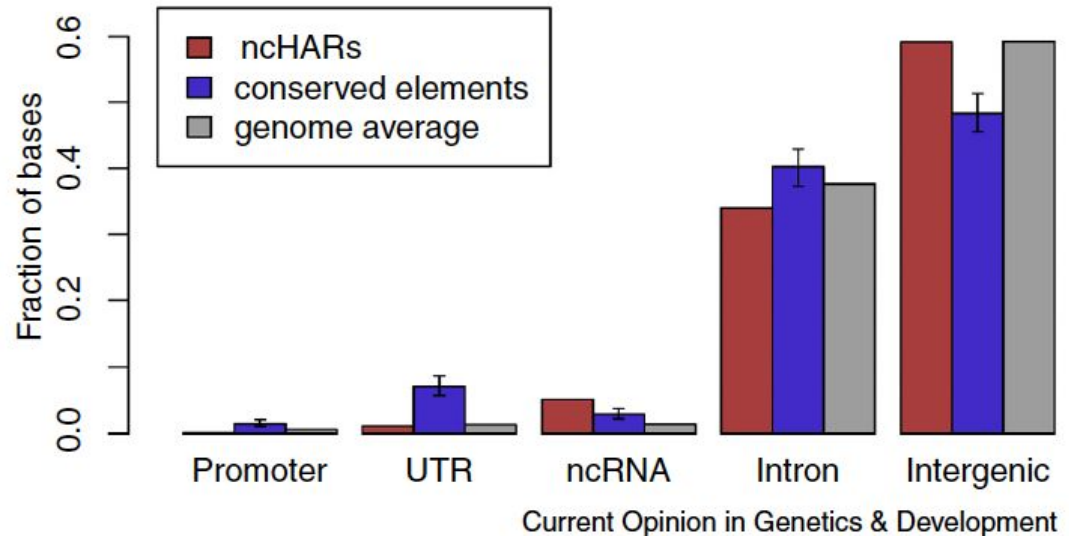 ncHARs
conserved elements
genome average
Fraction of bases
0.6
0.4
0.2
0.0
Promoter UTR ncRNA Intron Intergenic
Current Opinion in Genetics & Development